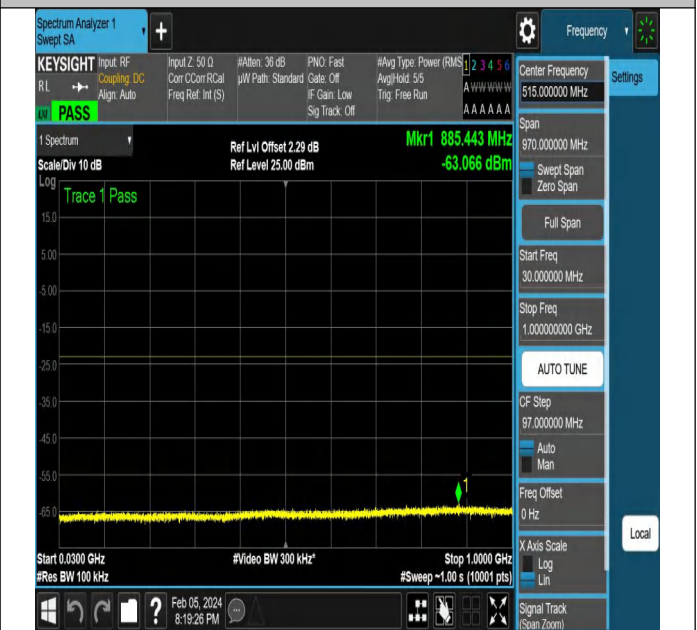 Spectrum Analyzer 1
Swept SA
+
Frequency
KEYSIGHT
RL
Input: RF
Coupling: DC
Align: Auto
Input Z: 50 Ω
Corr CCorr RCal
Freq Ref: Int (S)
#Atten: 36 dB
µW Path: Standard
PNO: Fast
Gate: Off
IF Gain: Low
Sig Track: Off
#Avg Type: Power (RMS
Avg|Hold: 5/5
Trig: Free Run
1 2 3 4 5 6
A W W W W W
A A A A A A
PASS
1 Spectrum
Scale/Div 10 dB
Ref Lvl Offset 2.29 dB
Ref Level 25.00 dBm
Mkr1 885.443 MHz
-63.066 dBm
Log
Trace 1 Pass
15.0
5.00
-5.00
-15.0
-25.0
-35.0
-45.0
-55.0
-65.0
1
Start 0.0300 GHz
#Res BW 100 kHz
#Video BW 300 kHz*
Stop 1.0000 GHz
#Sweep ~1.00 s (10001 pts)
?
Feb 05, 2024
8:19:26 PM
Center Frequency
515.000000 MHz
Span
970.000000 MHz
Swept Span
Zero Span
Full Span
Start Freq
30.000000 MHz
Stop Freq
1.000000000 GHz
AUTO TUNE
CF Step
97.000000 MHz
Auto
Man
Freq Offset
0 Hz
X Axis Scale
Log
Lin
Signal Track
(Span Zoom)
Settings
Local